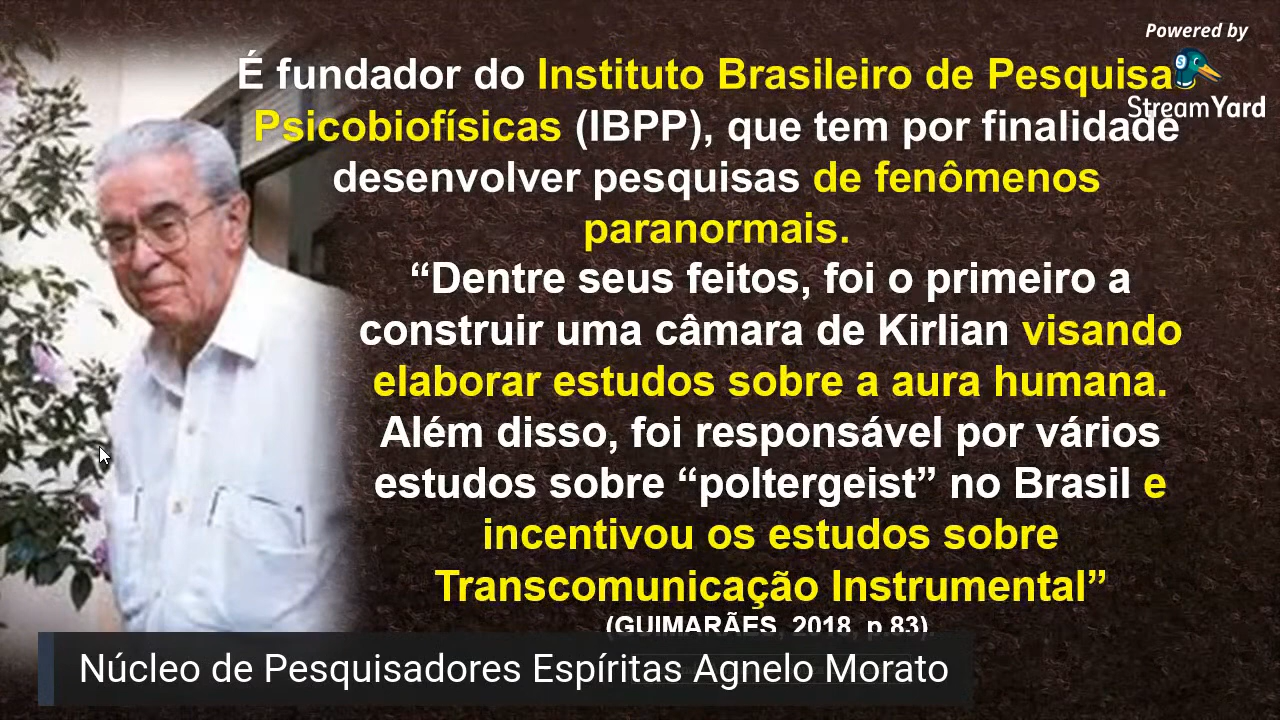 Powered by
StreamYard
É fundador do Instituto Brasileiro de Pesquisa
Psicobiofísicas (IBPP), que tem por finalidade
desenvolver pesquisas de fenômenos
paranormais.
“Dentre seus feitos, foi o primeiro a
construir uma câmara de Kirlian visando
elaborar estudos sobre a aura humana.
Além disso, foi responsável por vários
estudos sobre “poltergeist” no Brasil e
incentivou os estudos sobre
Transcomunicação Instrumental”
(GUIMARÃES, 2018, p.83).
Núcleo de Pesquisadores Espíritas Agnelo Morato